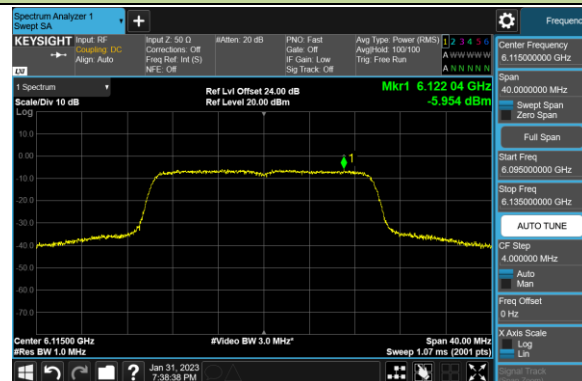 Spectrum Analyzer 1
Swept SA
Frequenc
KEYSIGHT
Input: RF
Coupling: DC
Align: Auto
Input Z: 50 Ω
Corrections: Off
Freq Ref: Int (S)
NFE: Off
#Atten: 20 dB
PNO: Fast
Gate: Off
IF Gain: Low
Sig Track: Off
Avg Type: Power (RMS)
Avg|Hold: 100/100
Trig: Free Run
1 2 3 4 5 6
A W W W W W
A N N N N N
LXI
1 Spectrum
Scale/Div 10 dB
Log
Ref Lvl Offset 24.00 dB
Ref Level 20.00 dBm
Mkr1 6.122 04 GHz
-5.954 dBm
10.0
0.00
-10.0
-20.0
-30.0
-40.0
-50.0
-60.0
-70.0
1
Center 6.11500 GHz
#Res BW 1.0 MHz
#Video BW 3.0 MHz*
Span 40.00 MHz
Sweep 1.07 ms (2001 pts)
Center Frequency
6.115000000 GHz
Span
40.0000000 MHz
Swept Span
Zero Span
Full Span
Start Freq
6.095000000 GHz
Stop Freq
6.135000000 GHz
AUTO TUNE
CF Step
4.000000 MHz
Auto
Man
Freq Offset
0 Hz
X Axis Scale
Log
Lin
Signal Track
?
Jan 31, 2023
7:38:38 PM